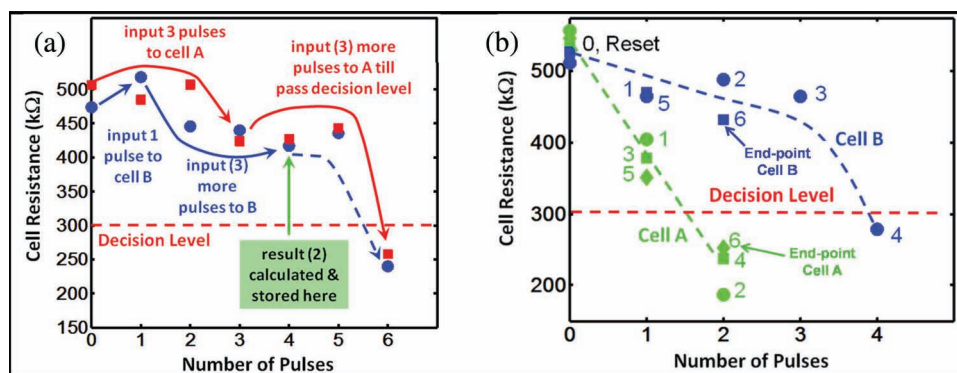 (a)
input 3 pulses
to cell A
input (3) more
pulses to A till
pass decision level
input 1
pulse to
cell B
input (3)
more
pulses to B
Decision Level
result (2)
calculated &
stored here
Cell Resistance (kΩ)
500
450
400
350
300
250
200
150
0 1 2 3 4 5 6
Number of Pulses
(b)
0, Reset
1
5
2
3
6
1
3
5
End-point
Cell B
Cell B
Decision Level
Cell A
6
4
2
End-point
Cell A
4
Cell Resistance (kΩ)
500
400
300
200
0 1 2 3 4
Number of Pulses